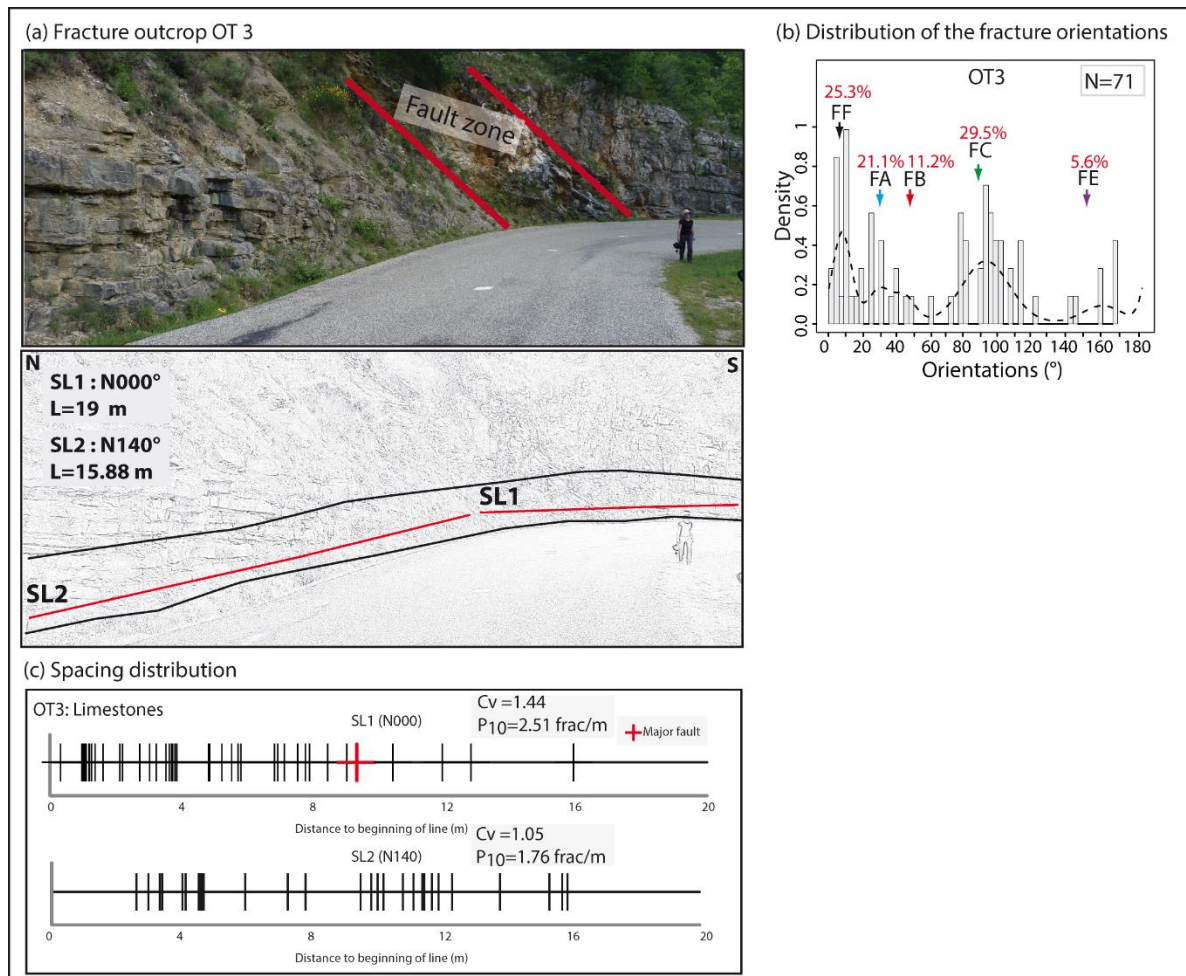 (a) Fracture outcrop OT 3
Fault zone
N
S
SL1 : N000°
L=19 m
SL2 : N140°
L=15.88 m
SL1
SL2
(b) Distribution of the fracture orientations
OT3
N=71
25.3%
FF
29.5%
FC
21.1% 11.2%
FA FB
5.6%
FE
Density
1
0.8
0.6
0.4
0.2
0.0
0 20 40 60 80 100 120 140 160 180
Orientations (°)
(c) Spacing distribution
OT3: Limestones
SL1 (N000)
Cv =1.44
P10=2.51 frac/m
Major fault
0 4 8 12 16 20
Distance to beginning of line (m)
SL2 (N140)
Cv =1.05
P10=1.76 frac/m
0 4 8 12 16 20
Distance to beginning of line (m)